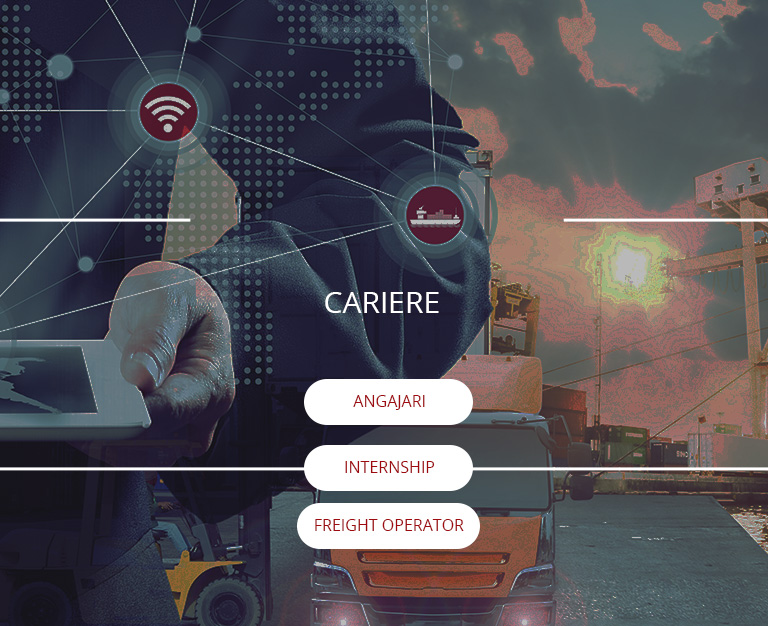 CARIERE
ANGAJARI
INTERNSHIP
FREIGHT OPERATOR